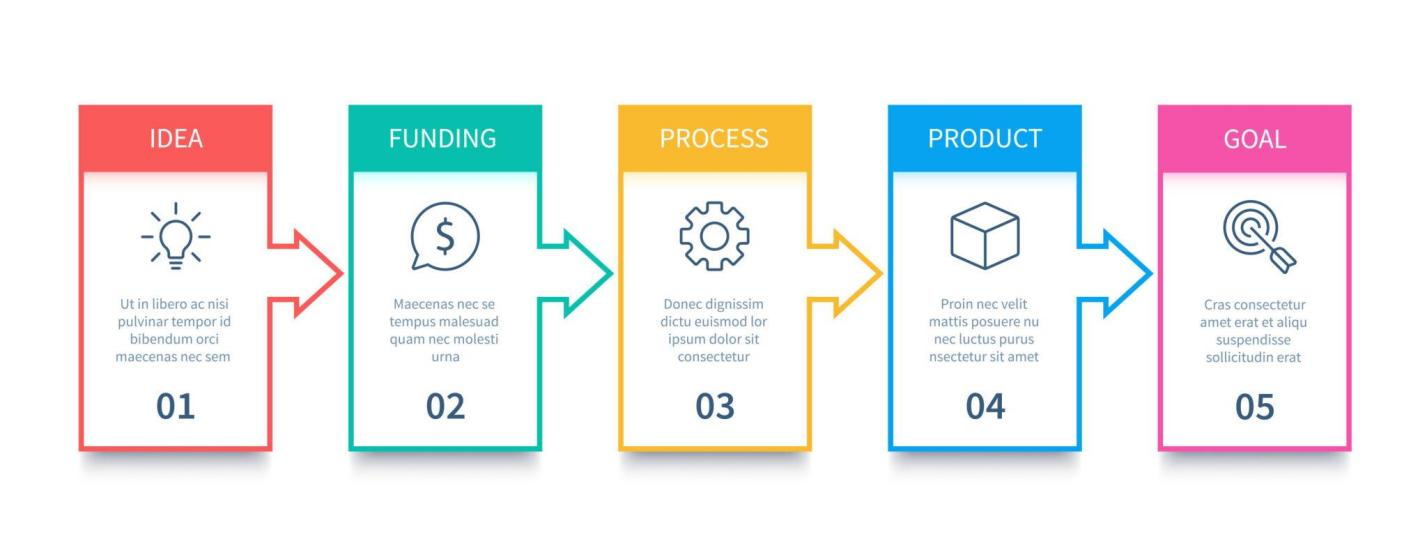 IDEA
Ut in libero ac nisi
pulvinar tempor id
bibendum orci
maecenas nec sem
01
FUNDING
$
Maecenas nec se
tempus malesuad
quam nec molesti
urna
02
PROCESS
Donec dignissim
dictu euismod lor
ipsum dolor sit
consectetur
03
PRODUCT
Proin nec velit
mattis posuere nu
nec luctus purus
nsectetur sit amet
04
GOAL
Cras consectetur
amet erat et aliqu
suspendisse
sollicitudin erat
05